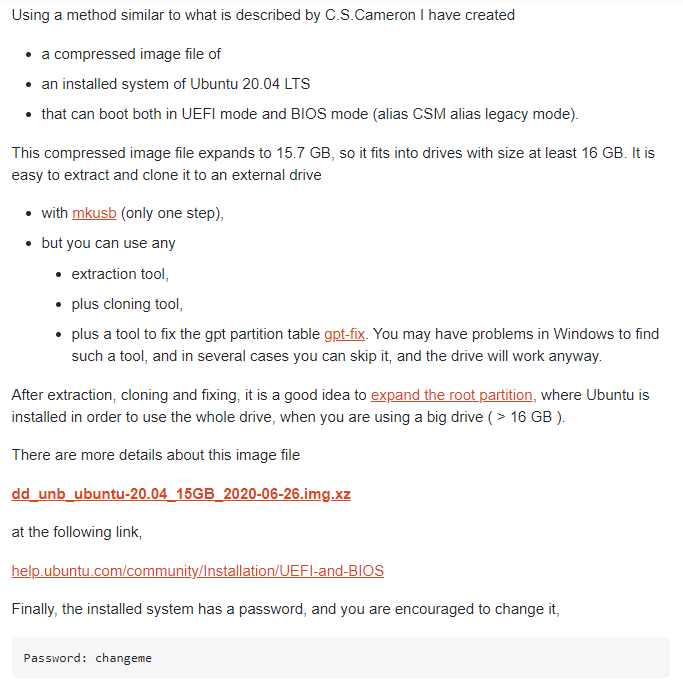 Using a method similar to what is described by C.S.Cameron I have created
• a compressed image file of
• an installed system of Ubuntu 20.04 LTS
• that can boot both in UEFI mode and BIOS mode (alias CSM alias legacy mode).
This compressed image file expands to 15.7 GB, so it fits into drives with size at least 16 GB. It is
easy to extract and clone it to an external drive
• with mkusb (only one step),
• but you can use any
• extraction tool,
• plus cloning tool,
• plus a tool to fix the gpt partition table gpt-fix. You may have problems in Windows to find
such a tool, and in several cases you can skip it, and the drive will work anyway.
After extraction, cloning and fixing, it is a good idea to expand the root partition, where Ubuntu is
installed in order to use the whole drive, when you are using a big drive ( > 16 GB ).
There are more details about this image file
dd_unb_ubuntu-20.04_15GB_2020-06-26.img.xz
at the following link,
help.ubuntu.com/community/Installation/UEFI-and-BIOS
Finally, the installed system has a password, and you are encouraged to change it,
Password: changeme